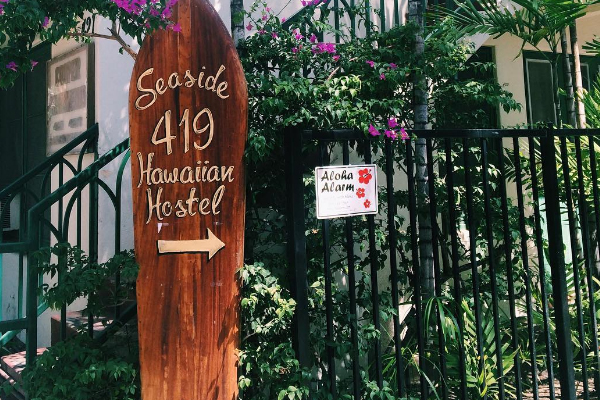 Seaside
419
Hawaiian
Hostel
Aloha
Alarm